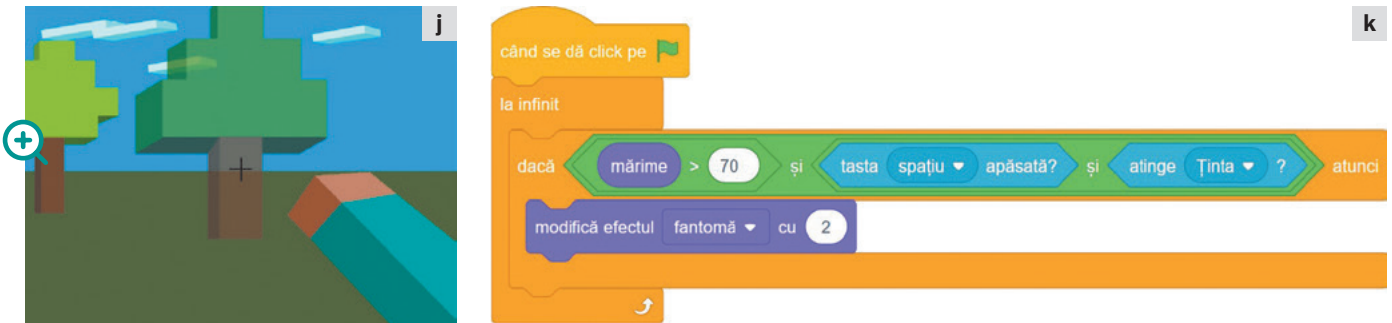 j
k
când se dă click pe
la infinit
dacă mărime > 70 și tasta spațiu apăsată? și atinge Ținta ? atunci
modifică efectul fantomă cu 2